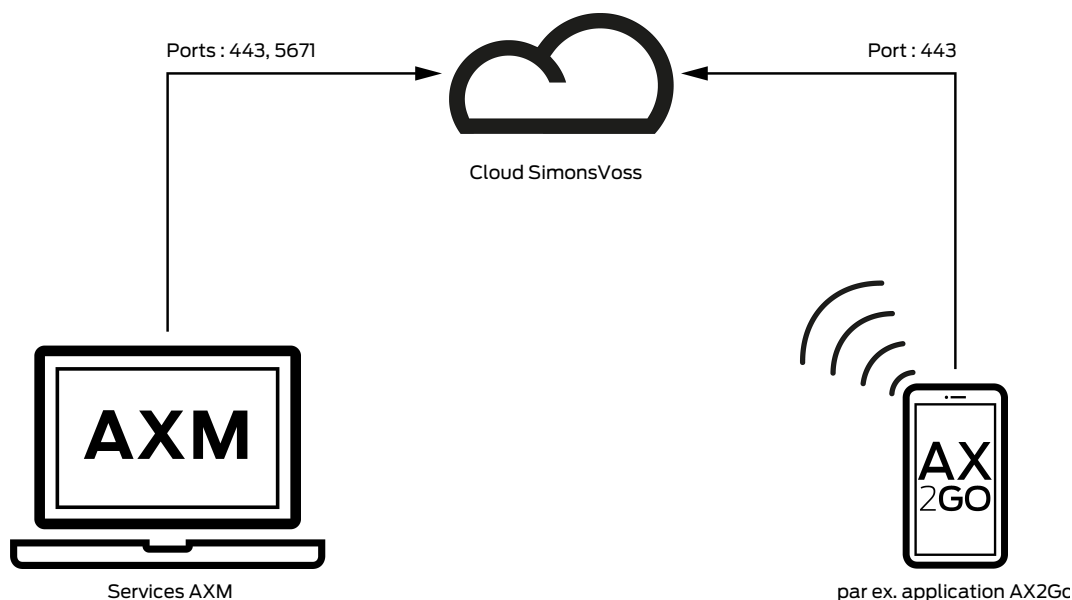 Ports : 443, 5671
Port : 443
Cloud SimonsVoss
AXM
AX
2GO
Services AXM
par ex. application AX2Go